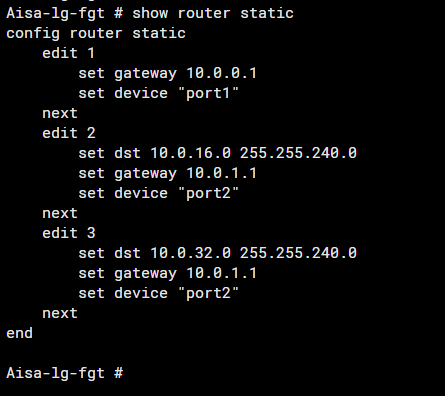 Aisa-lg-fgt # show router static
config router static
    edit 1
        set gateway 10.0.0.1
        set device "port1"
    next
    edit 2
        set dst 10.0.16.0 255.255.240.0
        set gateway 10.0.1.1
        set device "port2"
    next
    edit 3
        set dst 10.0.32.0 255.255.240.0
        set gateway 10.0.1.1
        set device "port2"
    next
end
Aisa-lg-fgt #